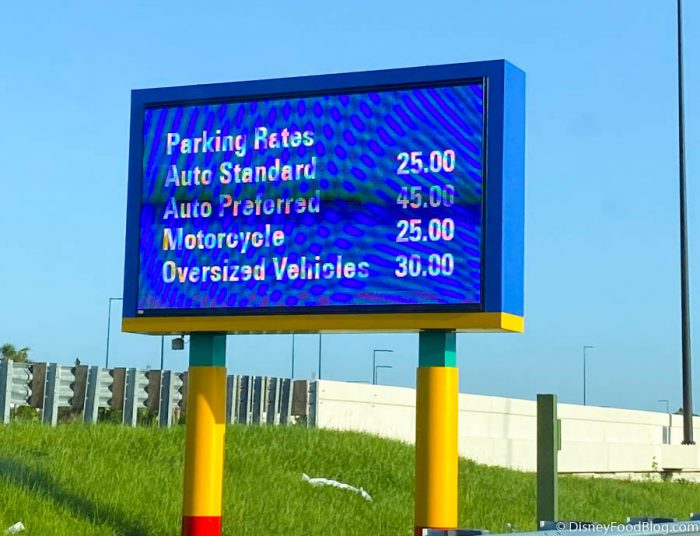 Parking Rates
Auto Standard 25.00
Auto Preferred 45.00
Motorcycle 25.00
Oversized Vehicles 30.00
©DisneyFoodBlog.com